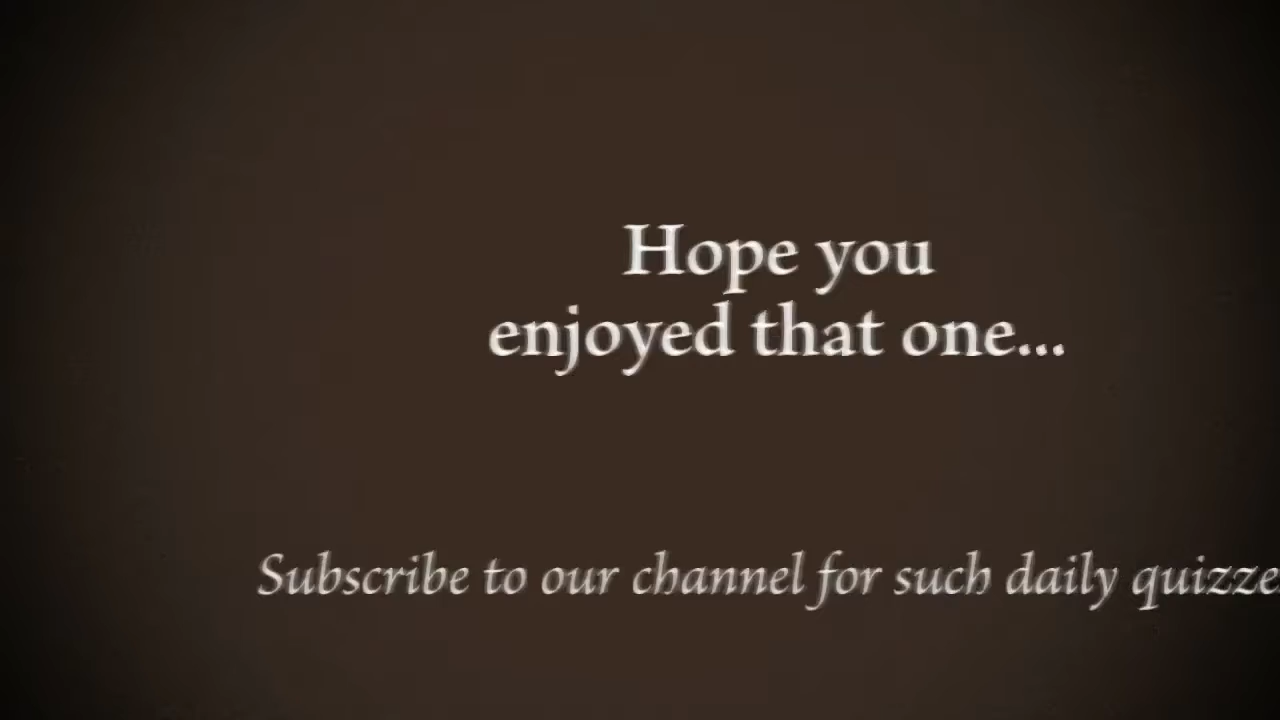 Hope you
enjoyed that one...
Subscribe to our channel for such daily quizze